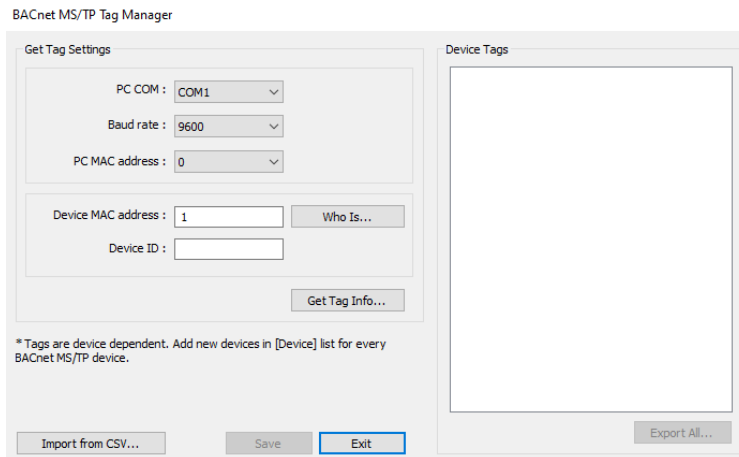 BACnet MS/TP Tag Manager
Get Tag Settings
PC COM : COM1
Baud rate : 9600
PC MAC address : 0
Device MAC address : 1 Who Is...
Device ID :
Get Tag Info...
* Tags are device dependent. Add new devices in [Device] list for every
BACnet MS/TP device.
Import from CSV... Save Exit
Device Tags
Export All...